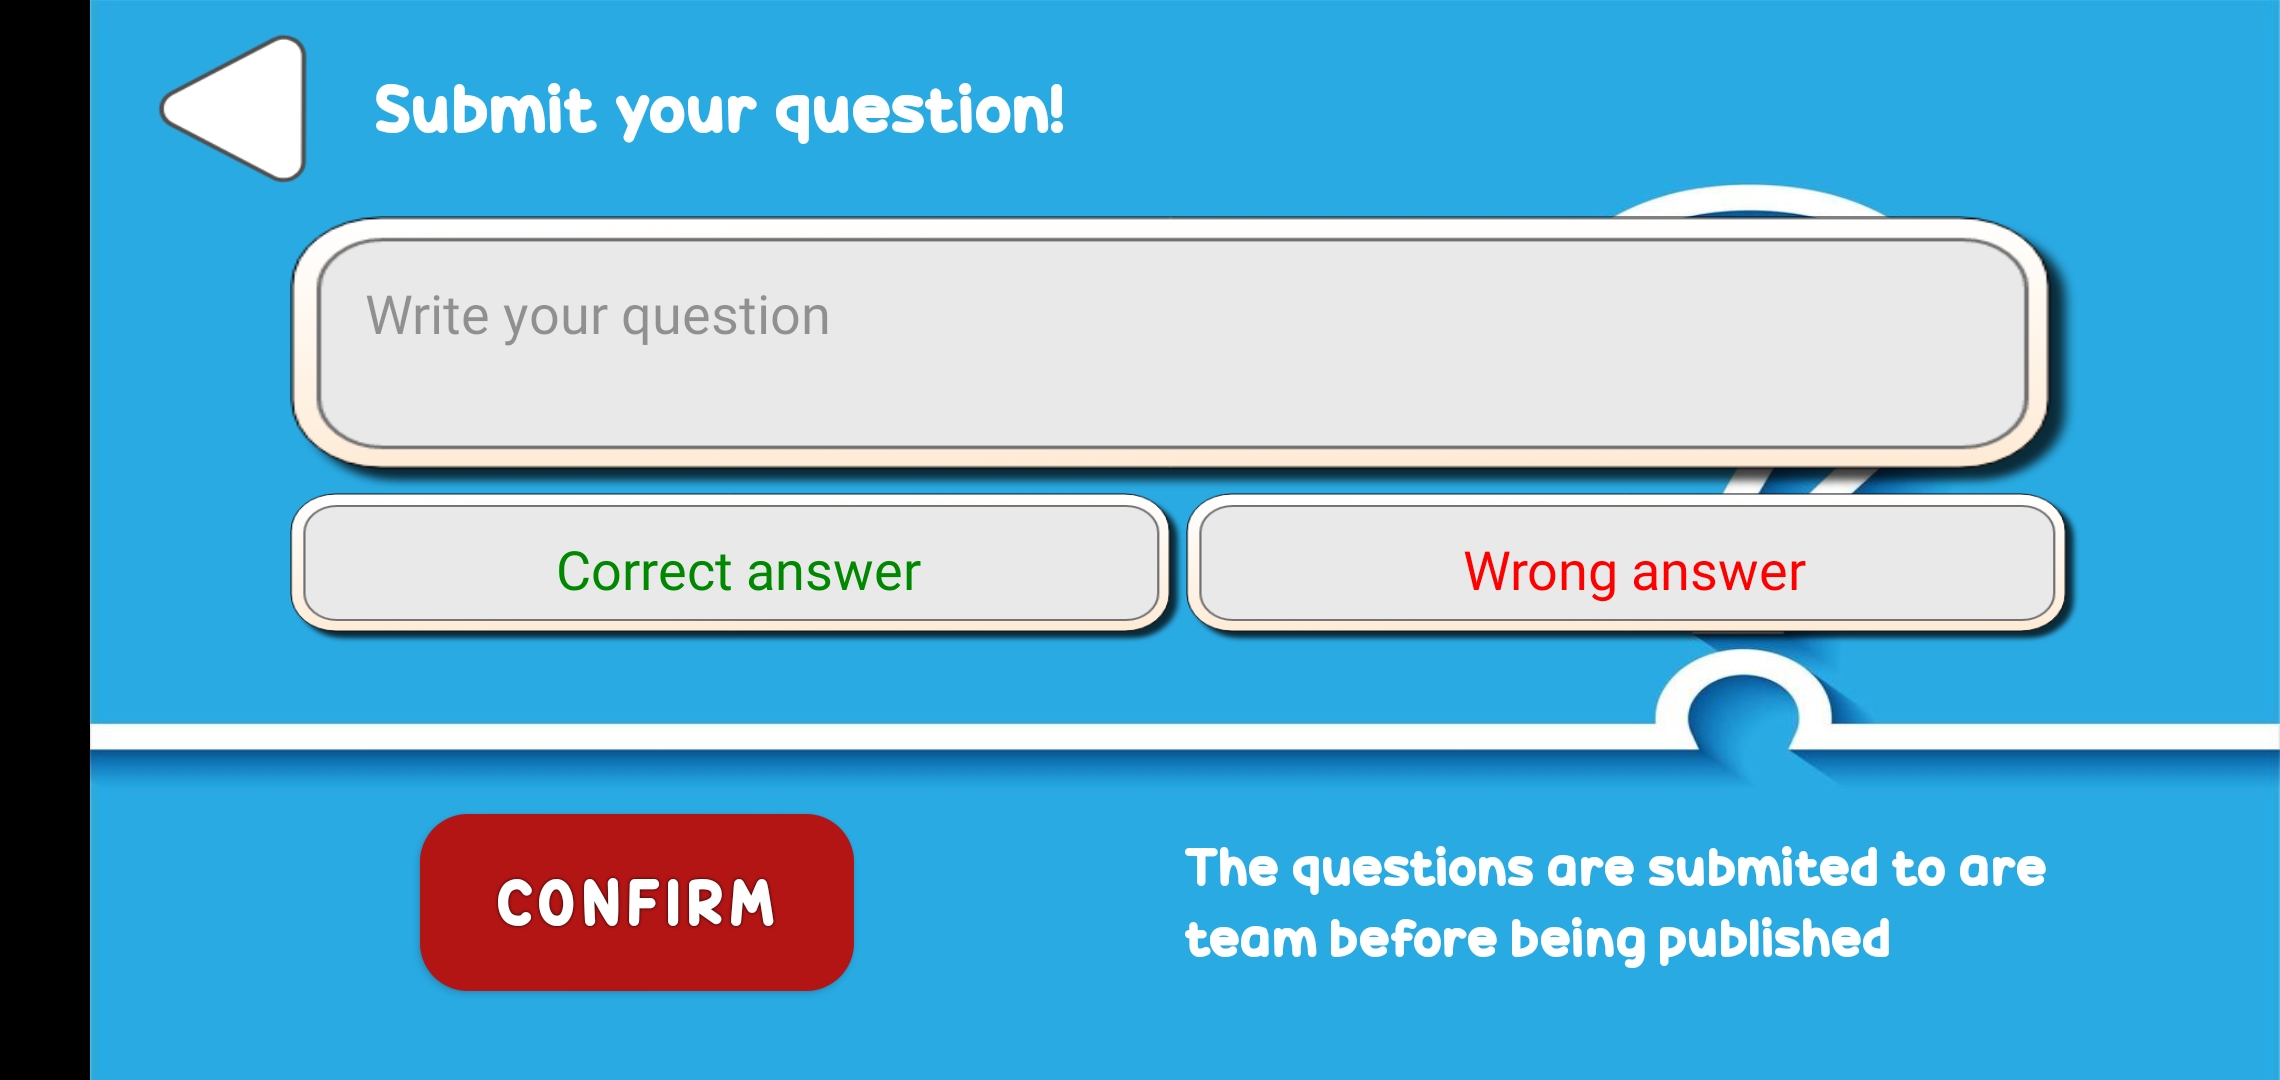 Submit your question!
Write your question
Correct answer
Wrong answer
CONFIRM
The questions are submited to are
team before being published